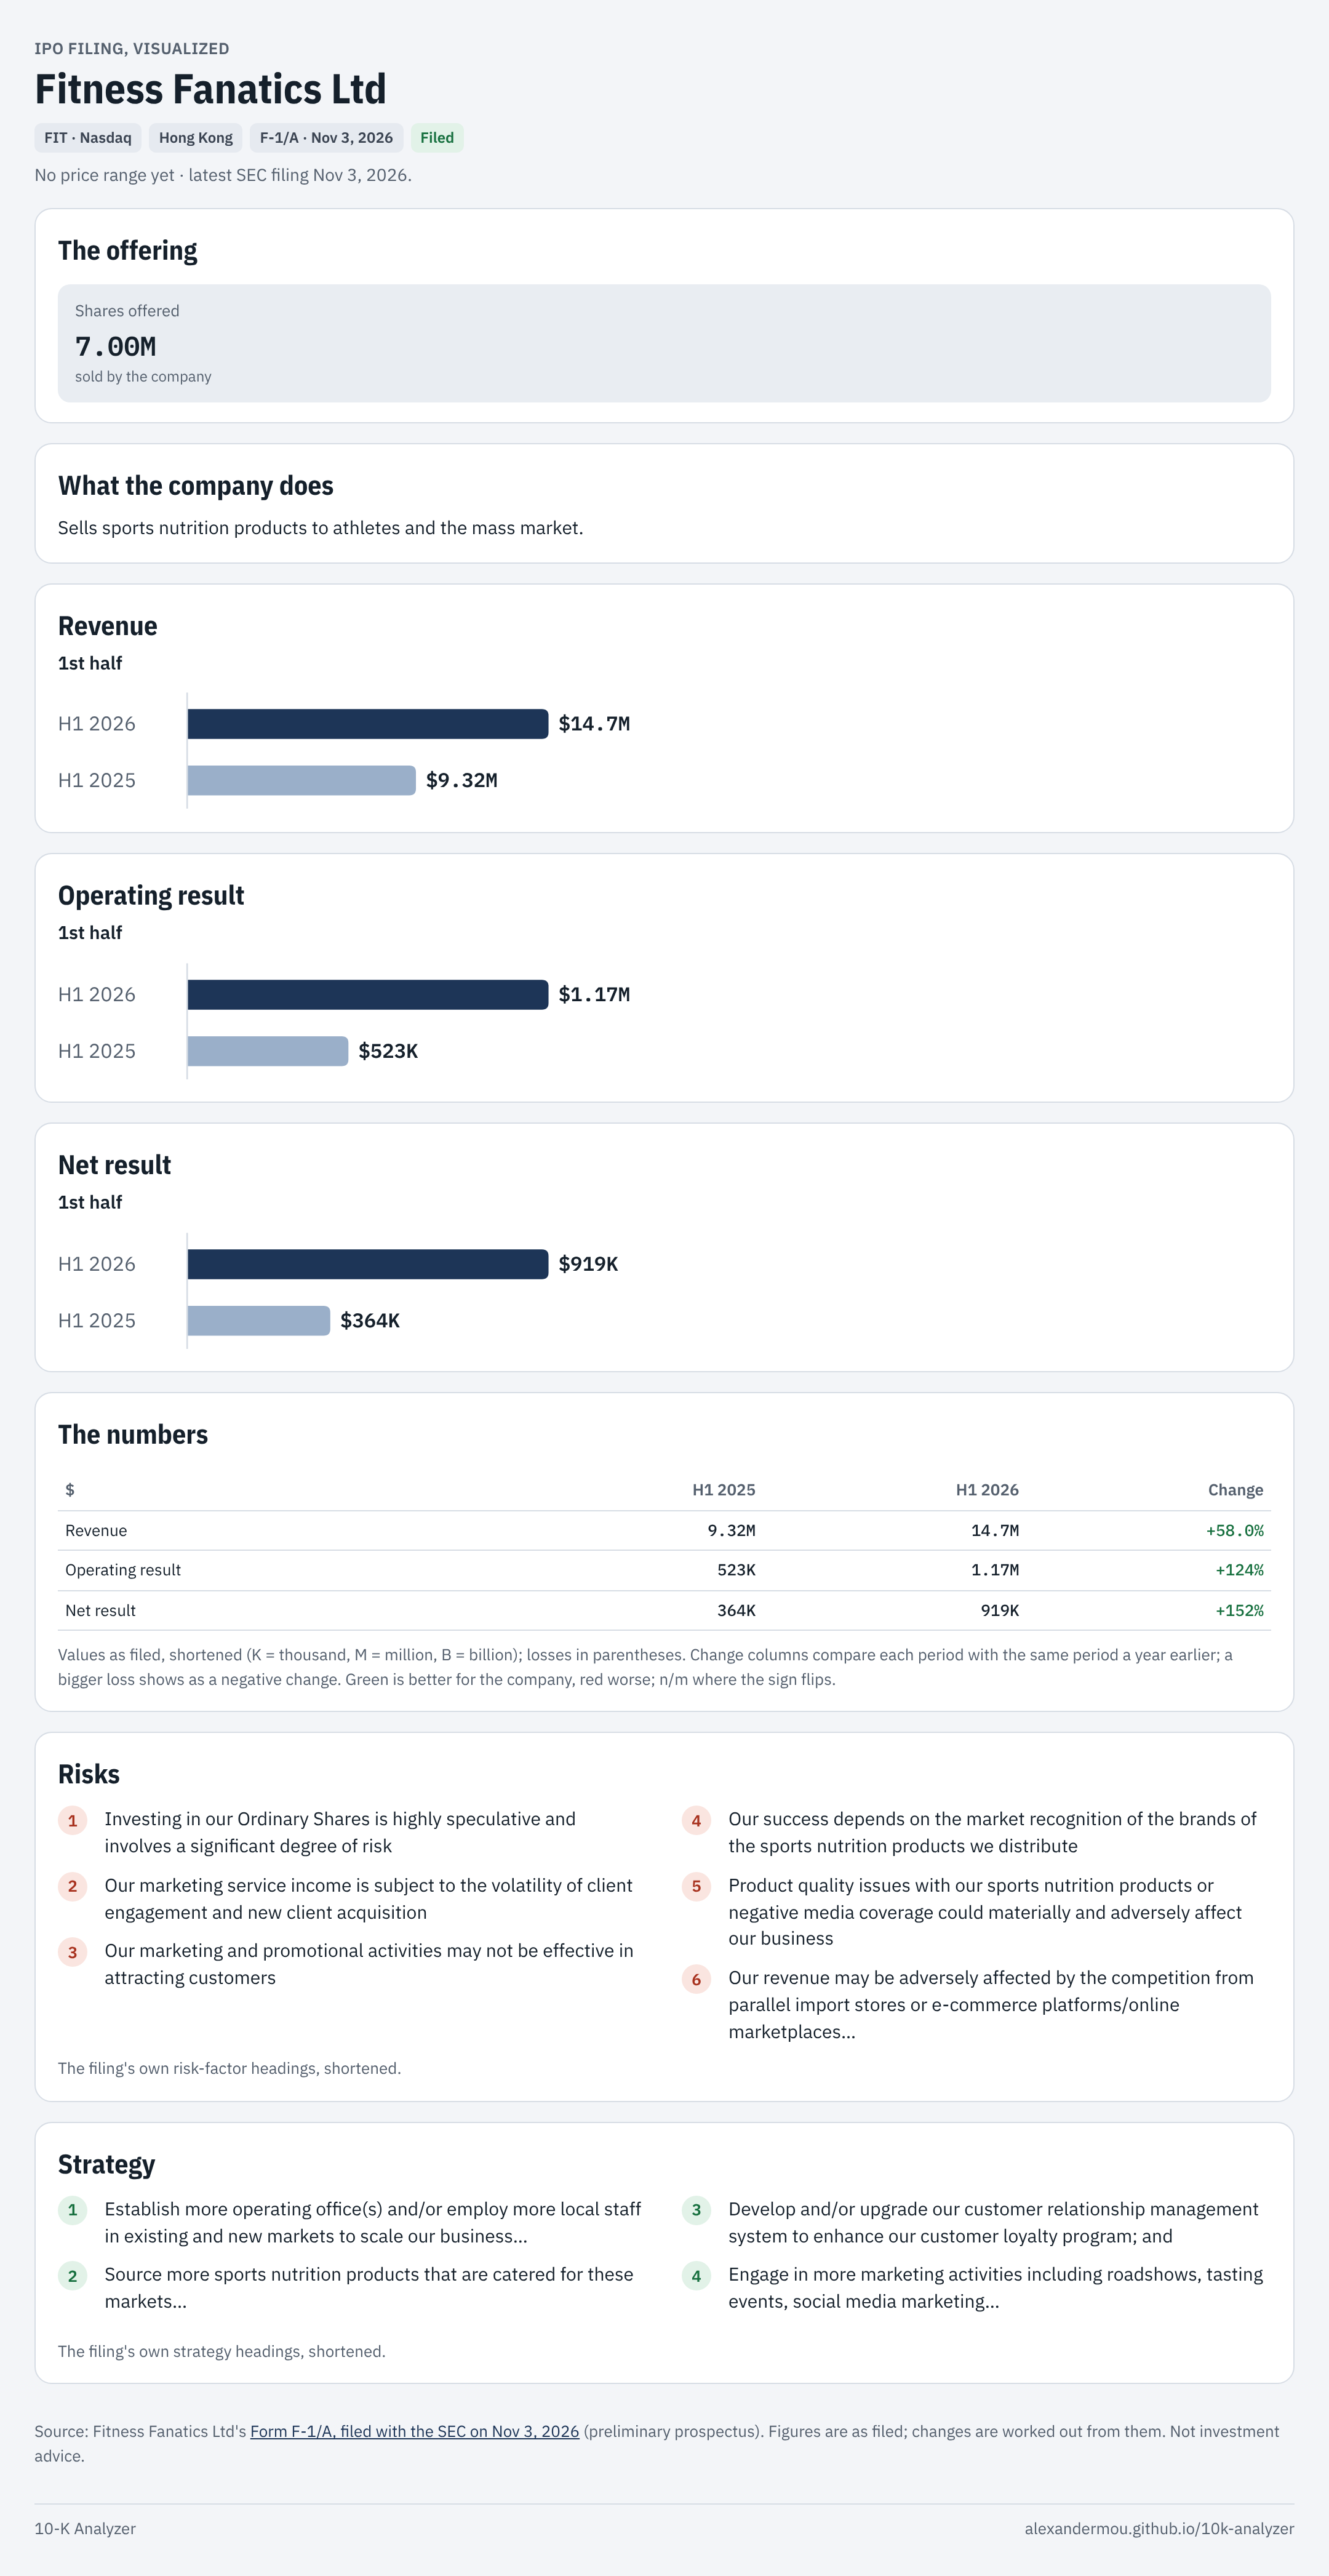 IPO FILING, VISUALIZED
Fitness Fanatics Ltd
FIT · Nasdaq
Hong Kong
F-1/A · Nov 3, 2026
Filed
No price range yet · latest SEC filing Nov 3, 2026.
The offering
Shares offered
7.00M
sold by the company
What the company does
Sells sports nutrition products to athletes and the mass market.
Revenue
1st half
H1 2026 $14.7M
H1 2025 $9.32M
Operating result
1st half
H1 2026 $1.17M
H1 2025 $523K
Net result
1st half
H1 2026 $919K
H1 2025 $364K
The numbers
$ H1 2025 H1 2026 Change
Revenue 9.32M 14.7M +58.0%
Operating result 523K 1.17M +124%
Net result 364K 919K +152%
Values as filed, shortened (K = thousand, M = million, B = billion); losses in parentheses. Change columns compare each period with the same period a year earlier; a
bigger loss shows as a negative change. Green is better for the company, red worse; n/m where the sign flips.
Risks
1 Investing in our Ordinary Shares is highly speculative and
involves a significant degree of risk
2 Our marketing service income is subject to the volatility of client
engagement and new client acquisition
3 Our marketing and promotional activities may not be effective in
attracting customers
4 Our success depends on the market recognition of the brands of
the sports nutrition products we distribute
5 Product quality issues with our sports nutrition products or
negative media coverage could materially and adversely affect
our business
6 Our revenue may be adversely affected by the competition from
parallel import stores or e-commerce platforms/online
marketplaces…
The filing's own risk-factor headings, shortened.
Strategy
1 Establish more operating office(s) and/or employ more local staff
in existing and new markets to scale our business…
2 Source more sports nutrition products that are catered for these
markets…
3 Develop and/or upgrade our customer relationship management
system to enhance our customer loyalty program; and
4 Engage in more marketing activities including roadshows, tasting
events, social media marketing…
The filing's own strategy headings, shortened.
Source: Fitness Fanatics Ltd's Form F-1/A, filed with the SEC on Nov 3, 2026 (preliminary prospectus). Figures are as filed; changes are worked out from them. Not investment
advice.
10-K Analyzer
alexandermou.github.io/10k-analyzer